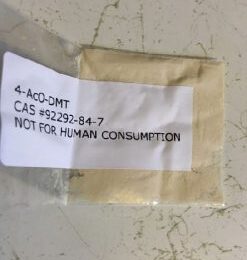 4-AcO-DMT
CAS #92292-84-7
NOT FOR HUMAN CONSUMPTION